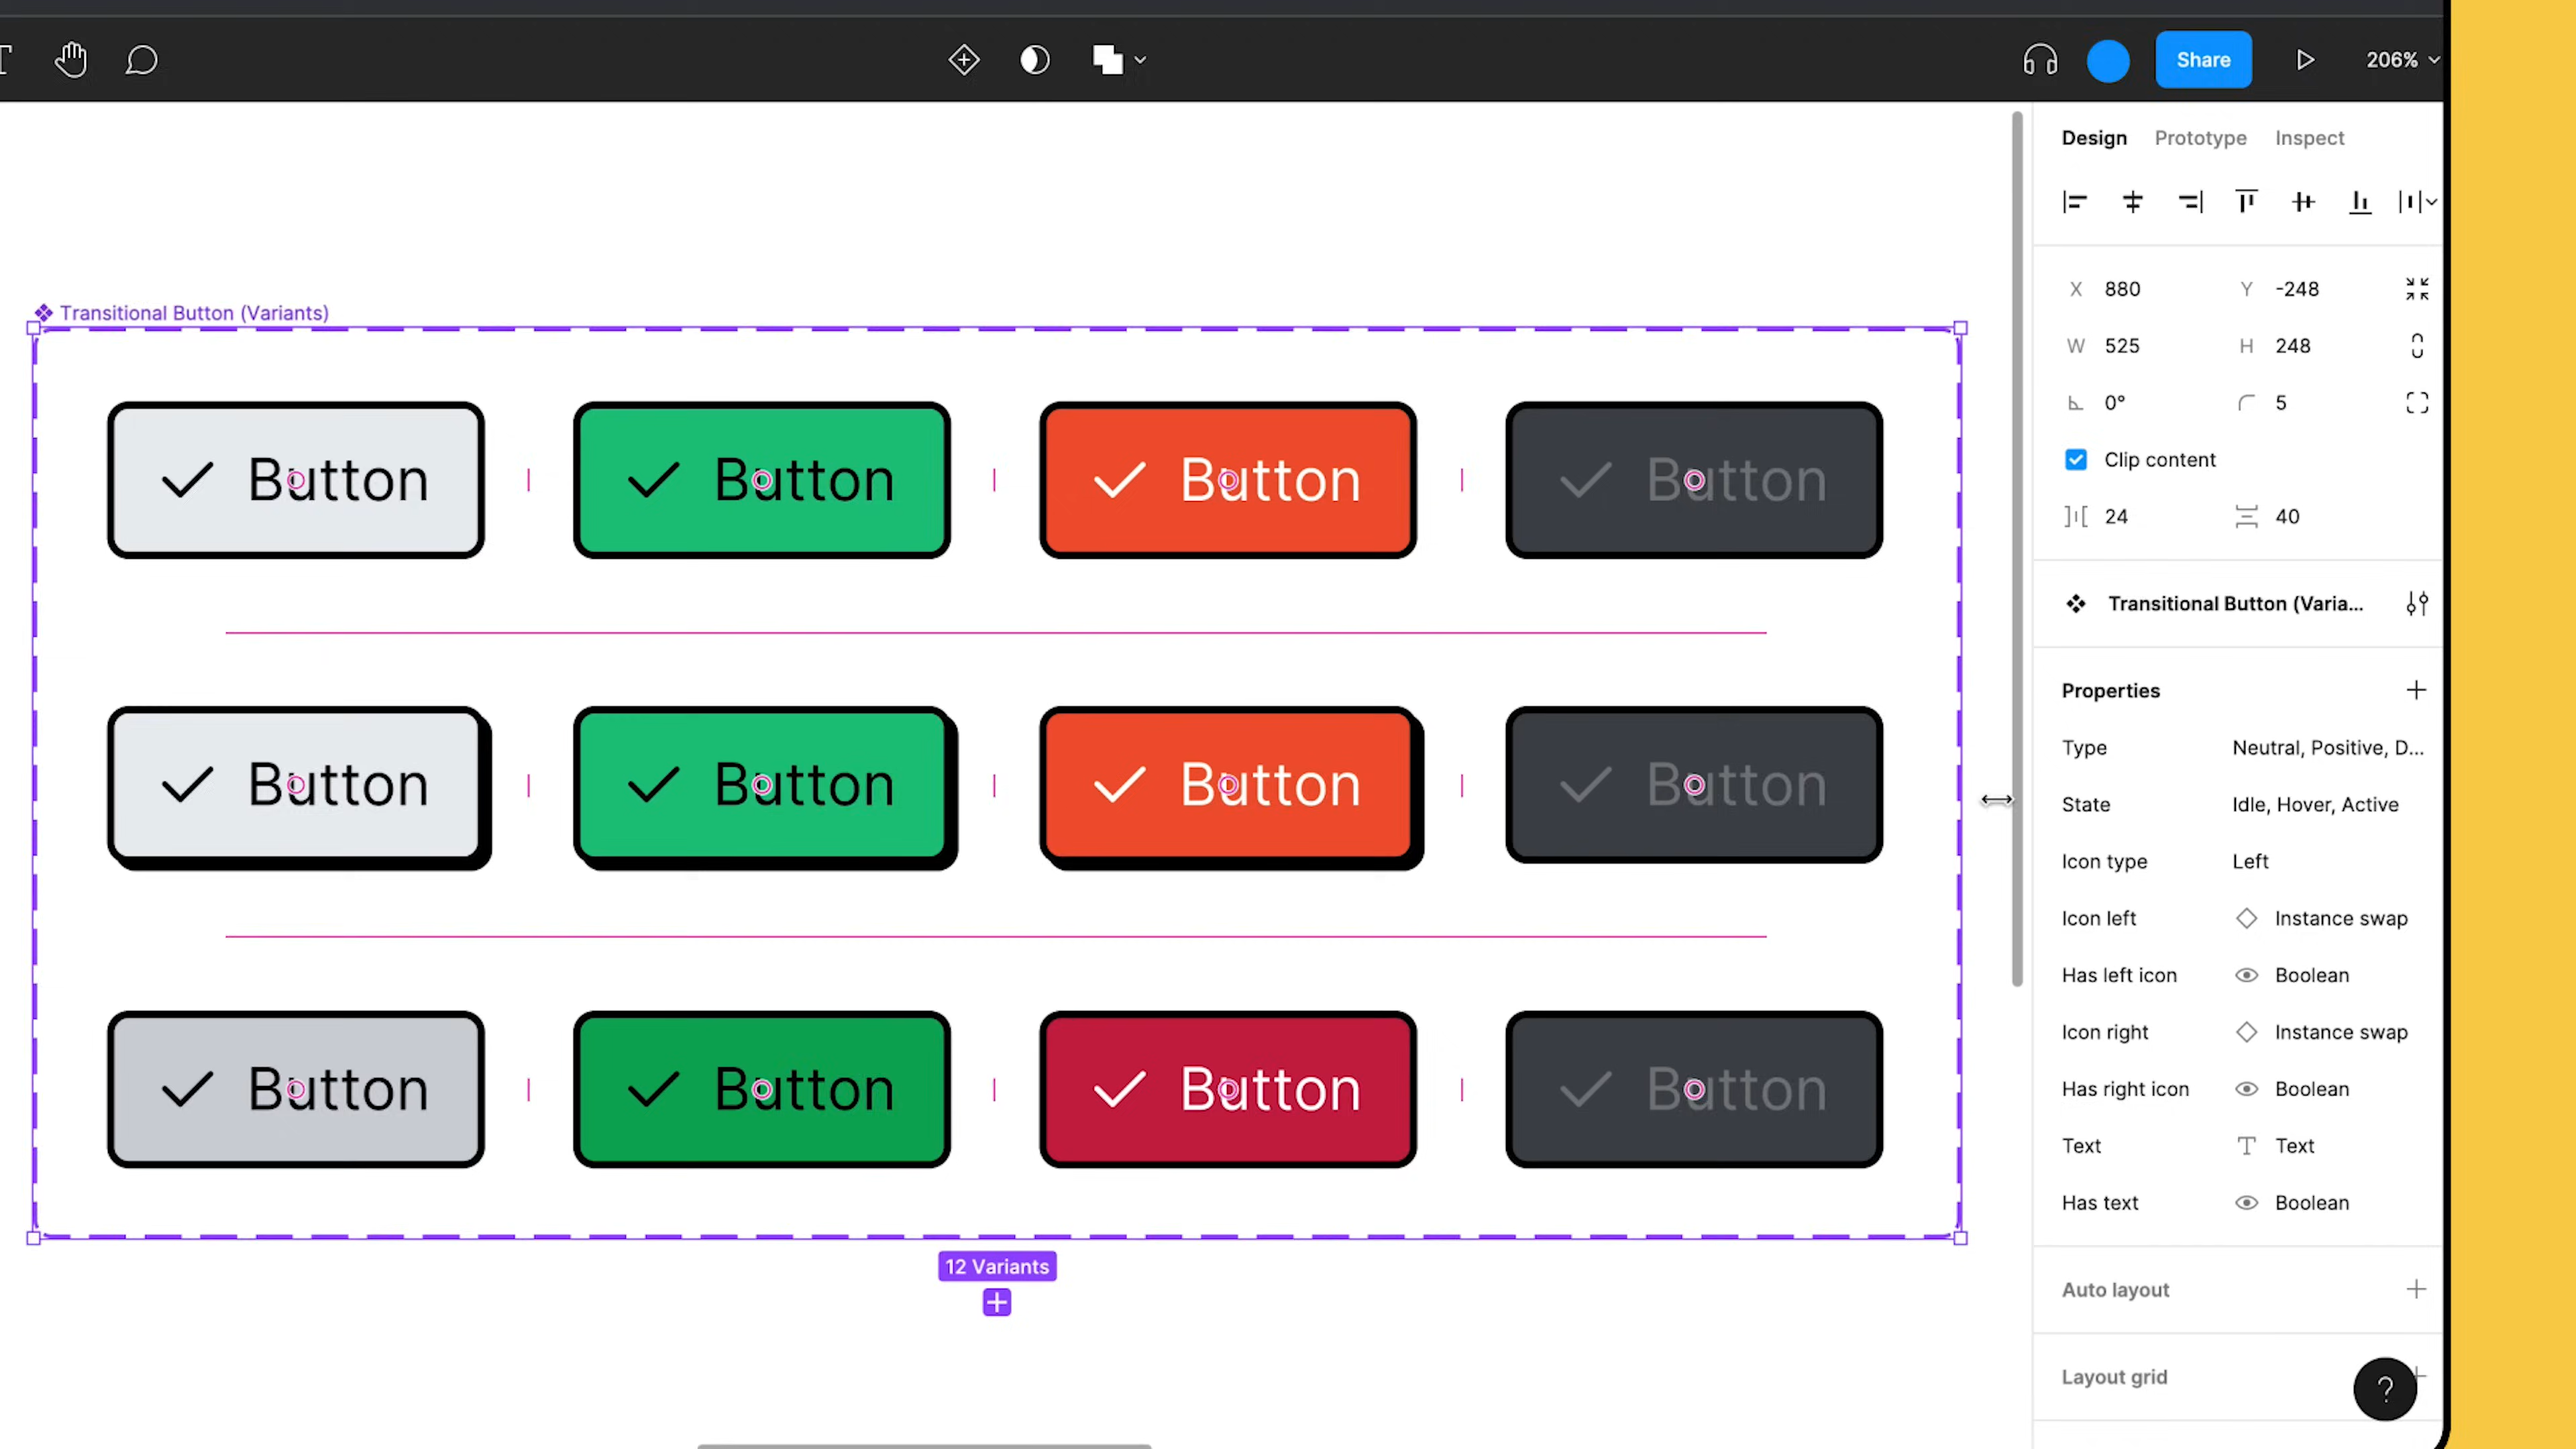 T
Share
206%
Design Prototype Inspect
X 880 Y -248
W 525 H 248
0° 5
Clip content
24 40
Transitional Button (Varia...
Properties
Type Neutral, Positive, D...
State Idle, Hover, Active
Icon type Left
Icon left Instance swap
Has left icon Boolean
Icon right Instance swap
Has right icon Boolean
Text T Text
Has text Boolean
Auto layout
Layout grid
?
Transitional Button (Variants)
Button Button Button Button
Button Button Button Button
Button Button Button Button
12 Variants